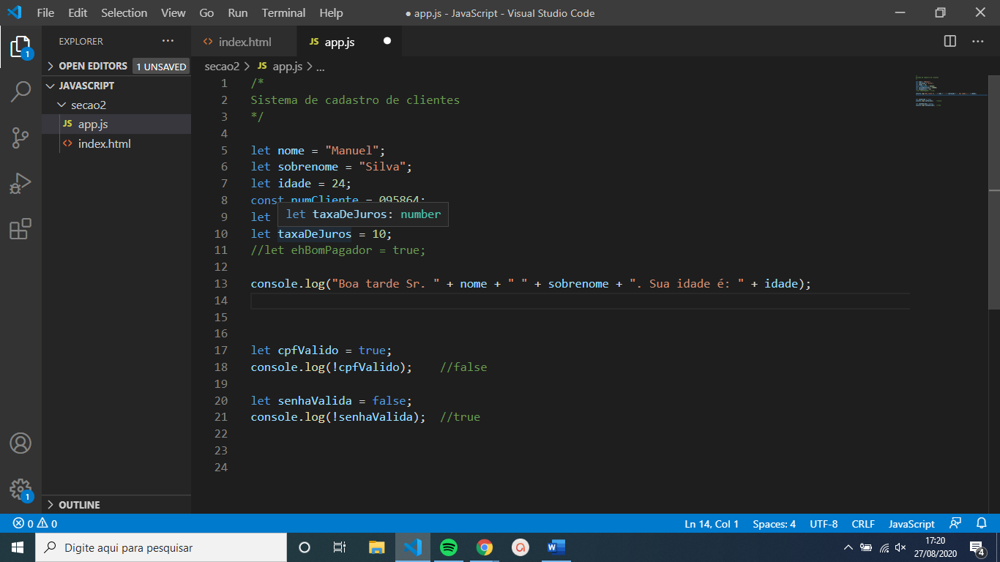 File Edit Selection View Go Run Terminal Help
● app.js - JavaScript - Visual Studio Code
EXPLORER ...
<> index.html
JS app.js ●
1
OPEN EDITORS 1 UNSAVED
JAVASCRIPT
secao2
JS app.js
<> index.html
secao2 > JS app.js > ...
1 /*
2 Sistema de cadastro de clientes
3 */
4
5 let nome = "Manuel";
6 let sobrenome = "Silva";
7 let idade = 24;
8 const numCliente = 095864;
9 let
let taxaDeJuros: number
10 let taxaDeJuros = 10;
11 //let ehBomPagador = true;
12
13 console.log("Boa tarde Sr. " + nome + " " + sobrenome + ". Sua idade é: " + idade);
14
15
16
17 let cpfValido = true;
18 console.log(!cpfValido);    //false
19
20 let senhaValida = false;
21 console.log(!senhaValida);  //true
22
23
24
1
OUTLINE
0 0
Ln 14, Col 1 Spaces: 4 UTF-8 CRLF JavaScript
Digite aqui para pesquisar
17:20
27/08/2020
4